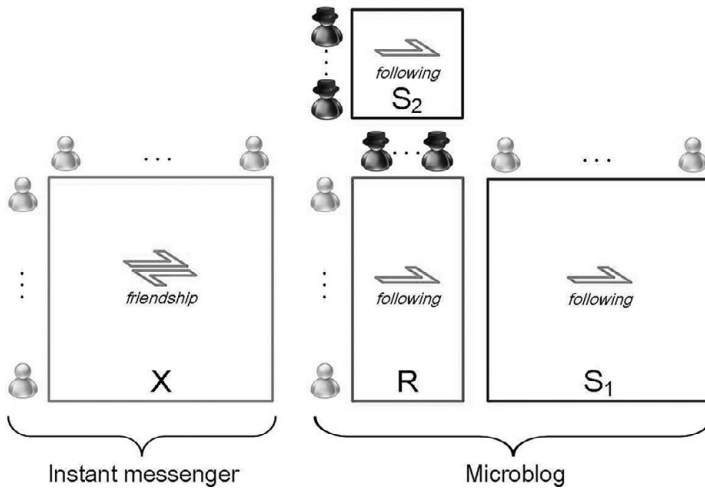 following
S₂
friendship
X
following
R
following
S₁
Instant messenger
Microblog